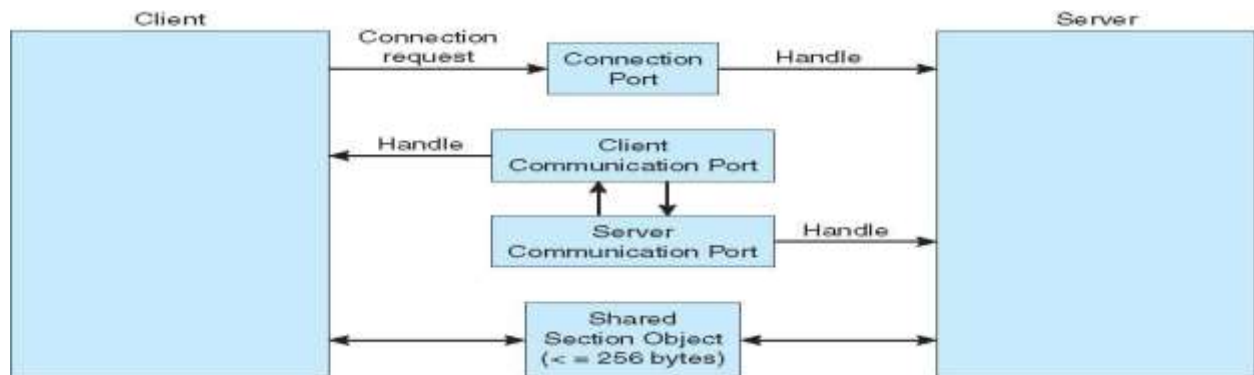 Client
Server
Connection
request
Connection
Port
Handle
Handle
Client
Communication Port
Server
Communication Port
Handle
Shared
Section Object
(< = 256 bytes)